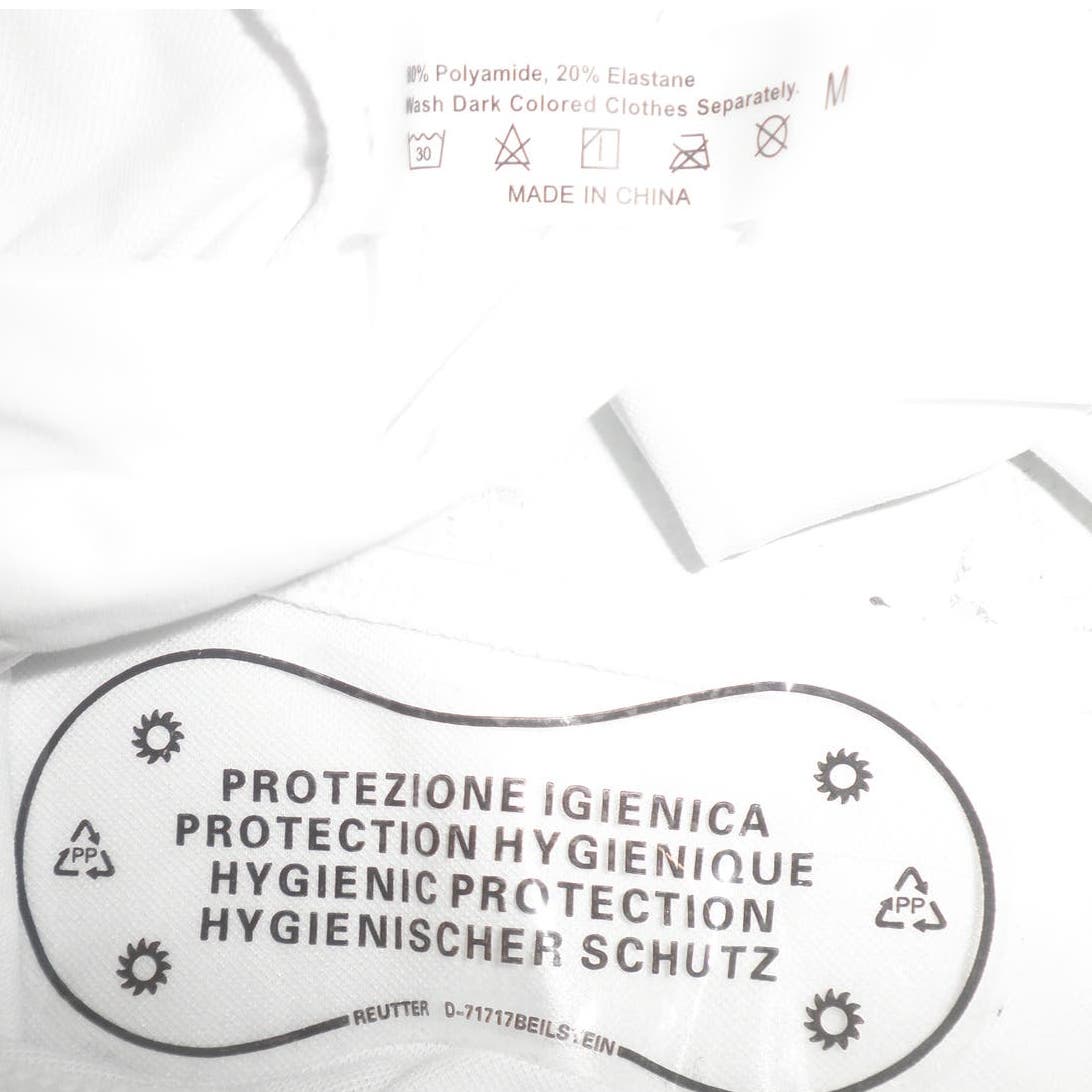 80% Polyamide, 20% Elastane
Wash Dark Colored Clothes Separately.
M
30
MADE IN CHINA
PROTEZIONE IGIENICA
PROTECTION HYGIENIQUE
PP
HYGIENIC PROTECTION
PP
HYGIENISCHER SCHUTZ
REUTTER D-71717BEILSTEIN